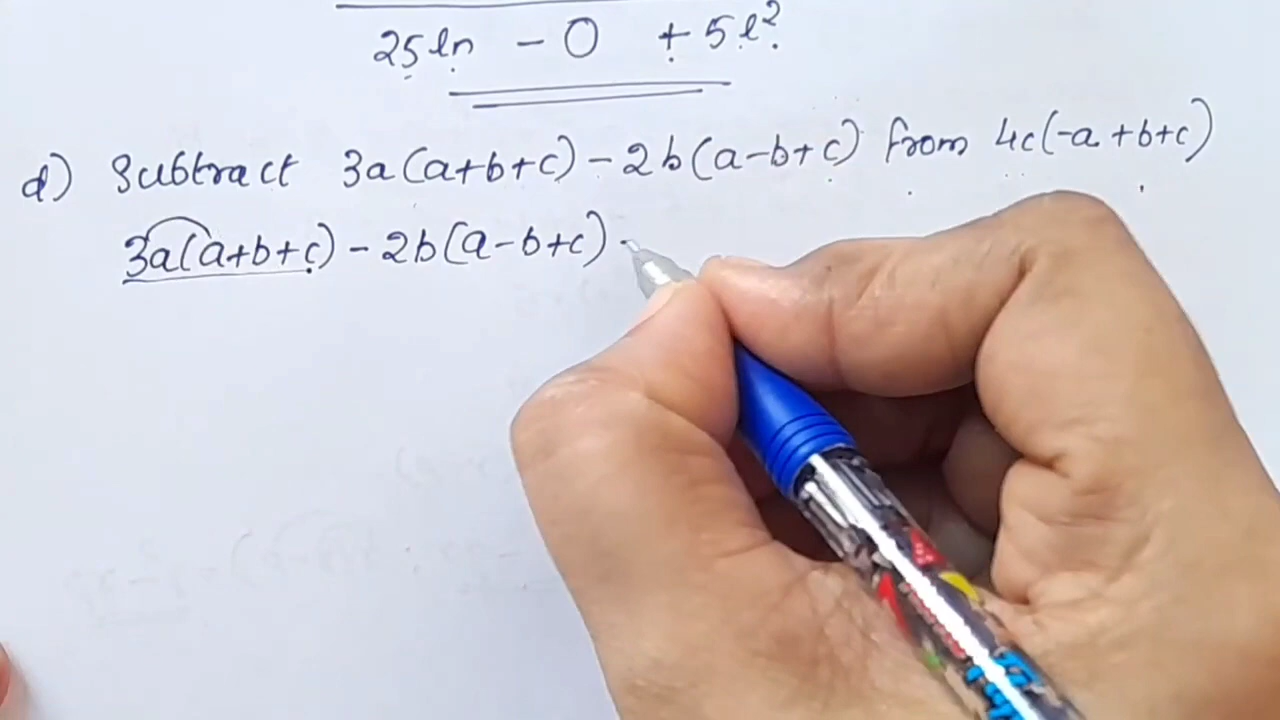 25ln - 0 + 5l²
d) Subtract 3a(a+b+c) - 2b(a-b+c) from 4c(-a+b+c)
3a(a+b+c) - 2b(a-b+c)